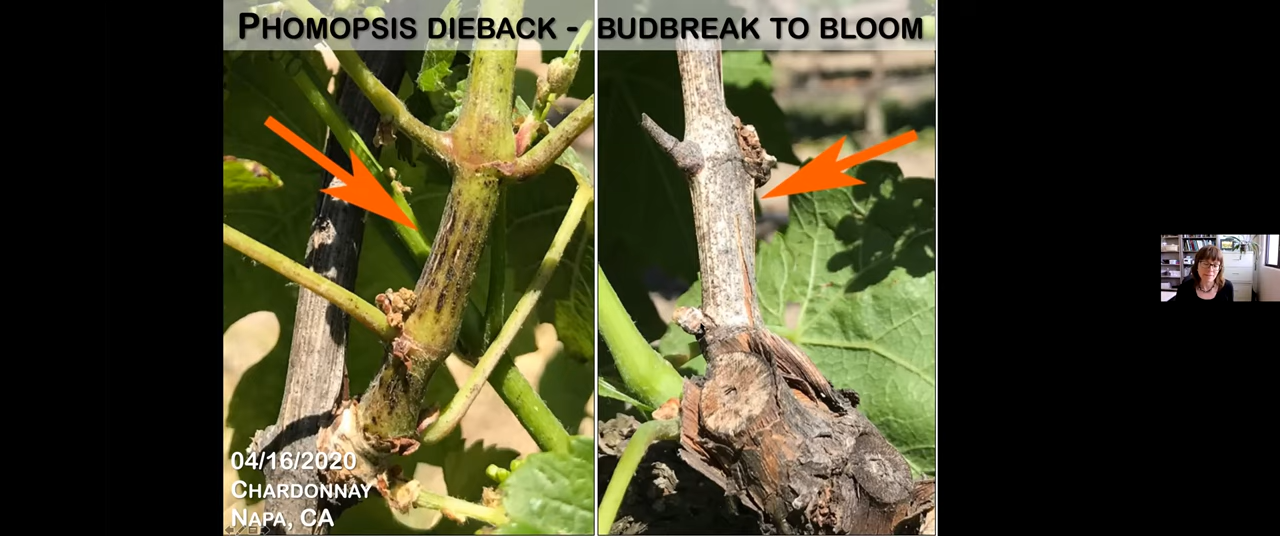 PHOMOPSIS DIEBACK - BUDBREAK TO BLOOM
04/16/2020
CHARDONNAY
NAPA, CA